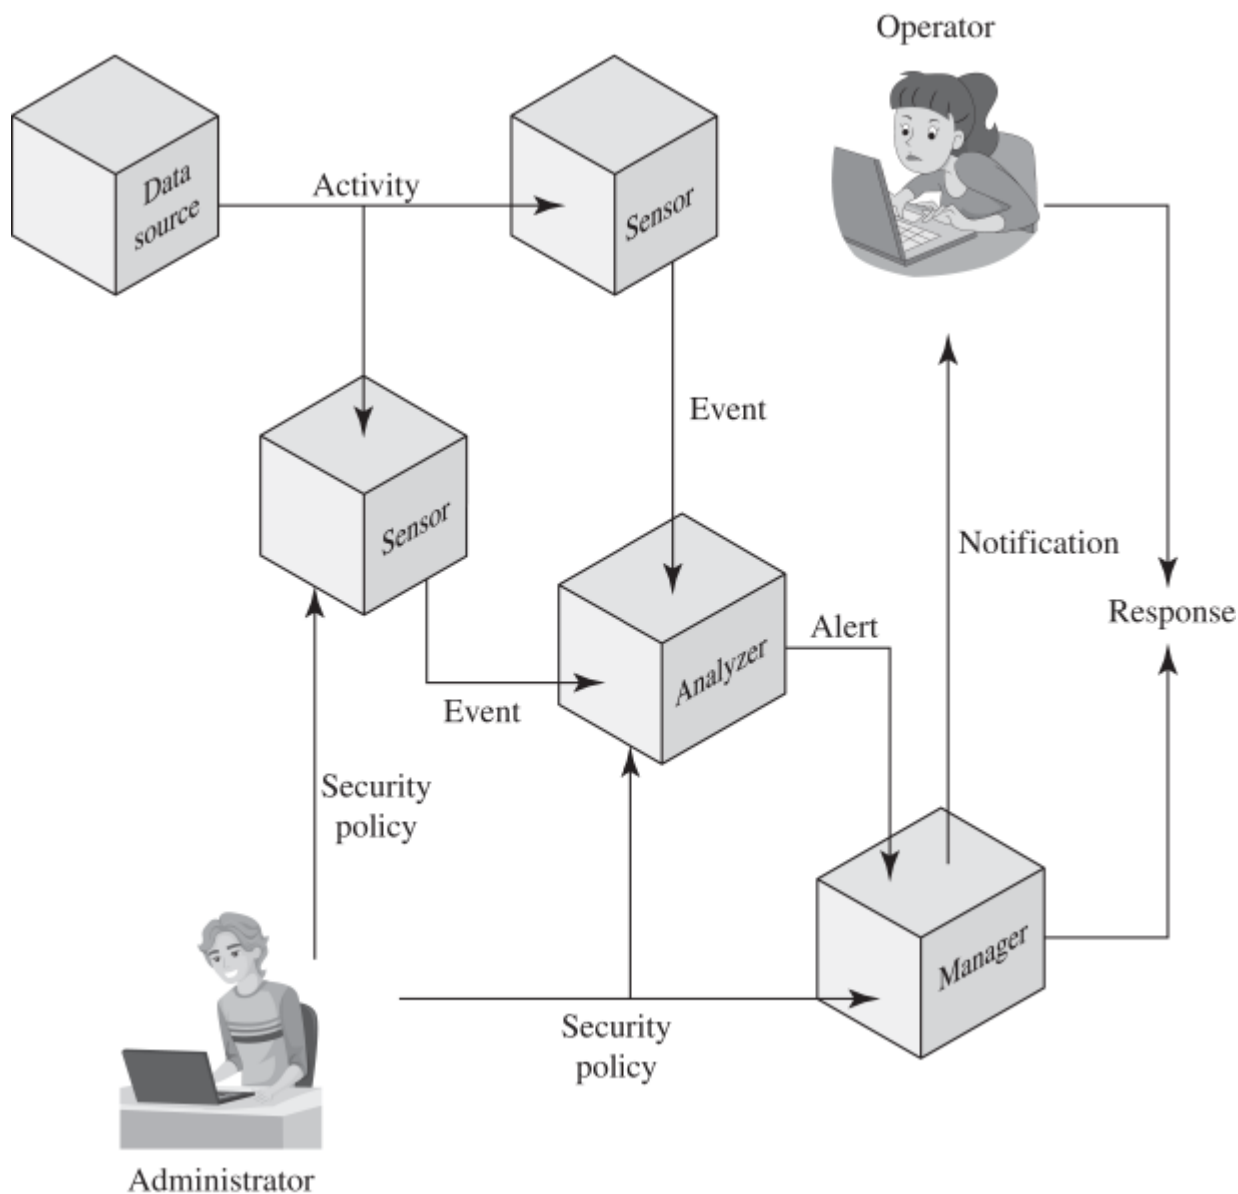 Operator
Data
source
Activity
Sensor
Event
Sensor
Notification
Response
Alert
Analyzer
Event
Security
policy
Manager
Security
policy
Administrator